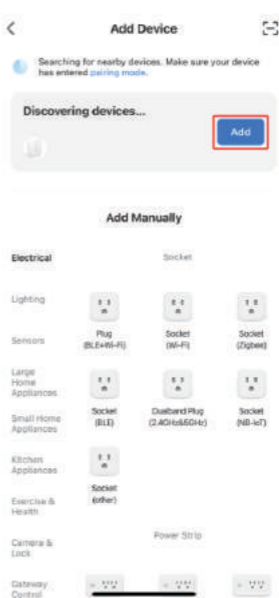 Add Device
Searching for nearby devices. Make sure your device
has entered pairing mode.
Discovering devices...
Add
Add Manually
Electrical
Socket
Lighting
Plug
(BLE+Wi-Fi)
Socket
(Wi-Fi)
Socket
(Zigbee)
Sensors
Large
Home
Appliances
Socket
(BLE)
Dualband Plug
(2.4GHz&5GHz)
Socket
(NB-IoT)
Small Home
Appliances
Kitchen
Appliances
Socket
(other)
Exercise &
Health
Power Strip
Camera &
Lock
Gateway
Control